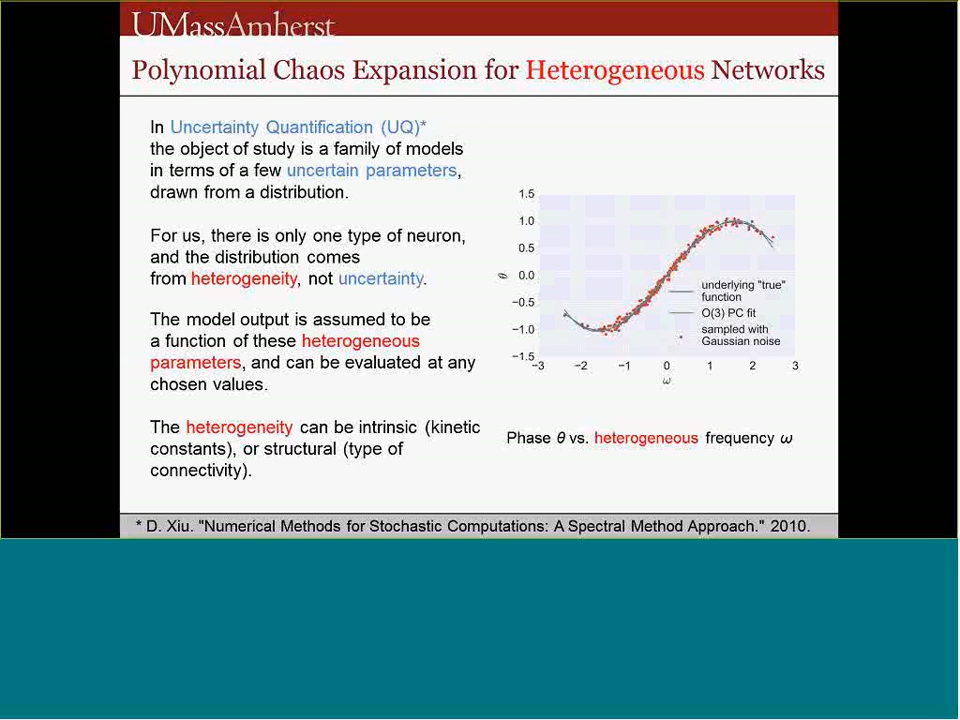 UMassAmherst
Polynomial Chaos Expansion for Heterogeneous Networks
In Uncertainty Quantification (UQ)*
the object of study is a family of models
in terms of a few uncertain parameters,
drawn from a distribution.
For us, there is only one type of neuron,
and the distribution comes
from heterogeneity, not uncertainty.
The model output is assumed to be
a function of these heterogeneous
parameters, and can be evaluated at any
chosen values.
The heterogeneity can be intrinsic (kinetic
constants), or structural (type of
connectivity).
1.5
1.0
0.5
0.0
−0.5
−1.0
−1.5
θ
−3 −2 −1 0 1 2 3
ω
underlying "true"
function
O(3) PC fit
sampled with
Gaussian noise
Phase θ vs. heterogeneous frequency ω
* D. Xiu. "Numerical Methods for Stochastic Computations: A Spectral Method Approach." 2010.